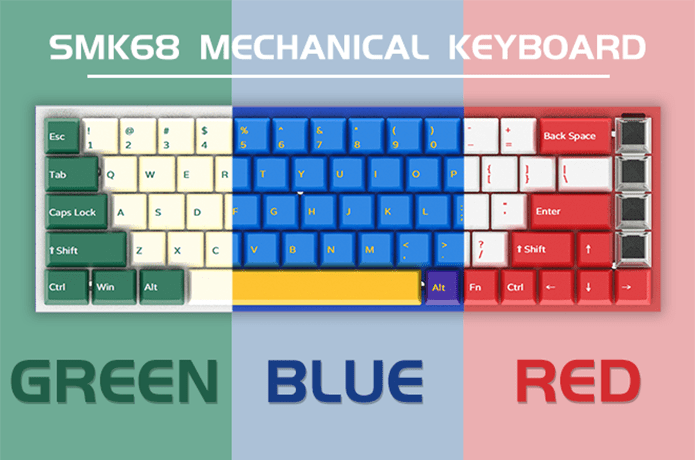 SMK68 MECHANICAL KEYBOARD
Esc ! 1 @ 2 # 3 $ 4 % 5 ^ 6 & 7 * 8 ( 9 ) 0 - _ + = Back Space
Tab Q W E R T Y U I O P { [ } ] | \
Caps Lock A S D F G H J K L : ; " ' Enter
⇑ Shift Z X C V B N M < , > . ? / ⇑ Shift ↑
Ctrl Win Alt Alt Fn Ctrl ← ↓ →
GREEN BLUE RED